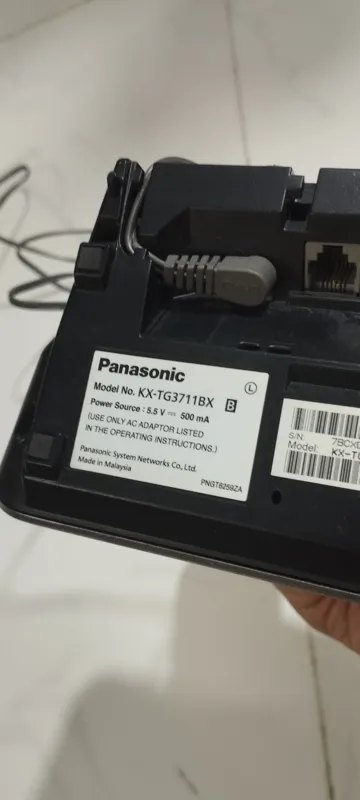 Panasonic
Model No. KX-TG3711BX B
Power Source : 5.5 V ⎓ 500 mA
(USE ONLY AC ADAPTOR LISTED
IN THE OPERATING INSTRUCTIONS.)
Panasonic System Networks Co., Ltd.
Made in Malaysia
PNGT8259ZA
L
S/N:
Model: